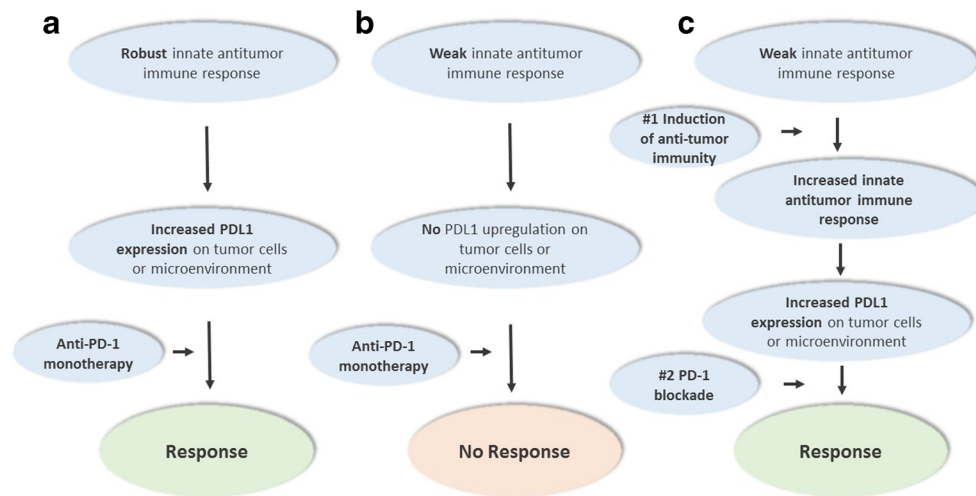 a
Robust innate antitumor
immune response
Increased PDL1
expression on tumor cells
or microenvironment
Anti-PD-1
monotherapy
Response
b
Weak innate antitumor
immune response
No PDL1 upregulation on
tumor cells or
microenvironment
Anti-PD-1
monotherapy
No Response
c
Weak innate antitumor
immune response
#1 Induction
of anti-tumor
immunity
Increased innate
antitumor immune
response
Increased PDL1
expression on tumor cells
or microenvironment
#2 PD-1
blockade
Response